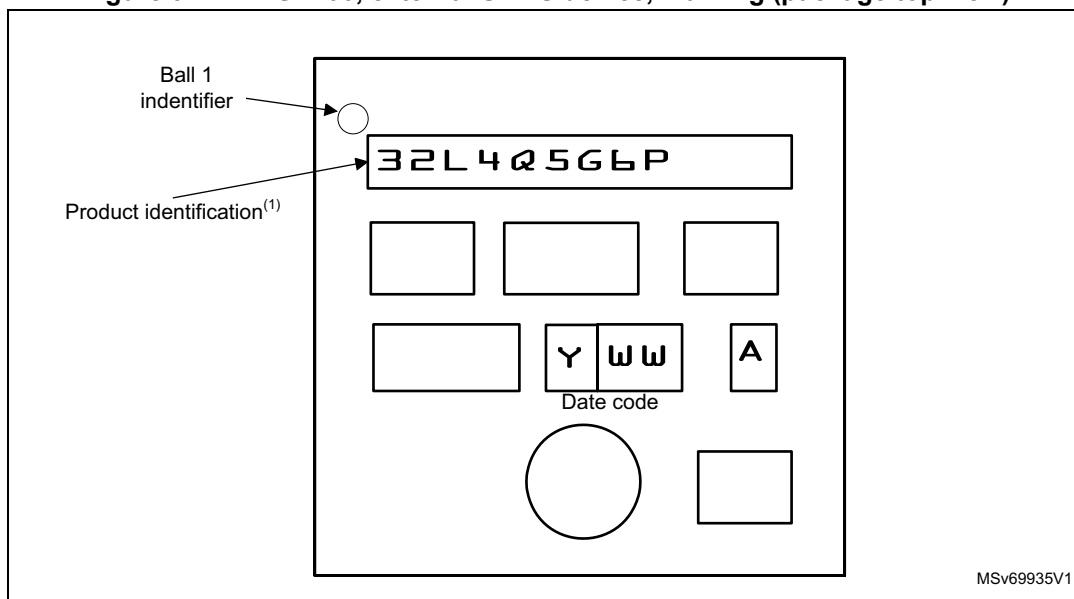 Ball 1
indentifier
32L4Q5G6P
Product identification(1)
Y WW A
Date code
MSv69935V1